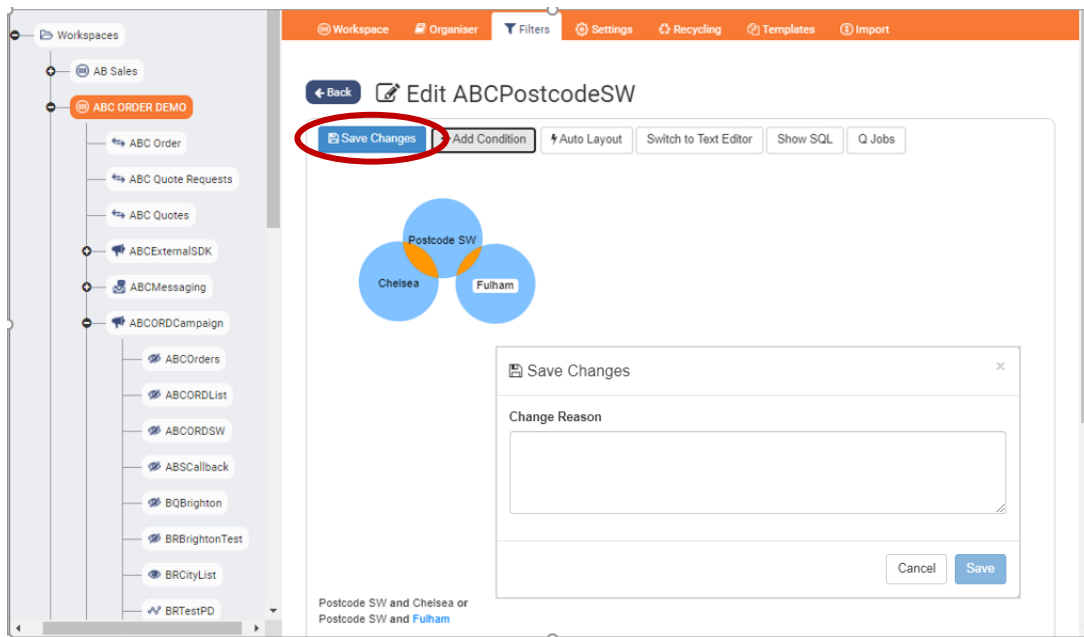 Workspaces
AB Sales
ABC ORDER DEMO
ABC Order
ABC Quote Requests
ABC Quotes
ABCExternalSDK
ABCMessaging
ABCORDCampaign
ABCOrders
ABCORDList
ABCORDSW
ABSCallback
BQBrighton
BRBrightonTest
BRCityList
BRTestPD
Workspace Organiser Filters Settings Recycling Templates Import
Back Edit ABCPostcodeSW
Save Changes Add Condition Auto Layout Switch to Text Editor Show SQL Q Jobs
Postcode SW
Chelsea Fulham
Save Changes ×
Change Reason
Cancel Save
Postcode SW and Chelsea or
Postcode SW and Fulham